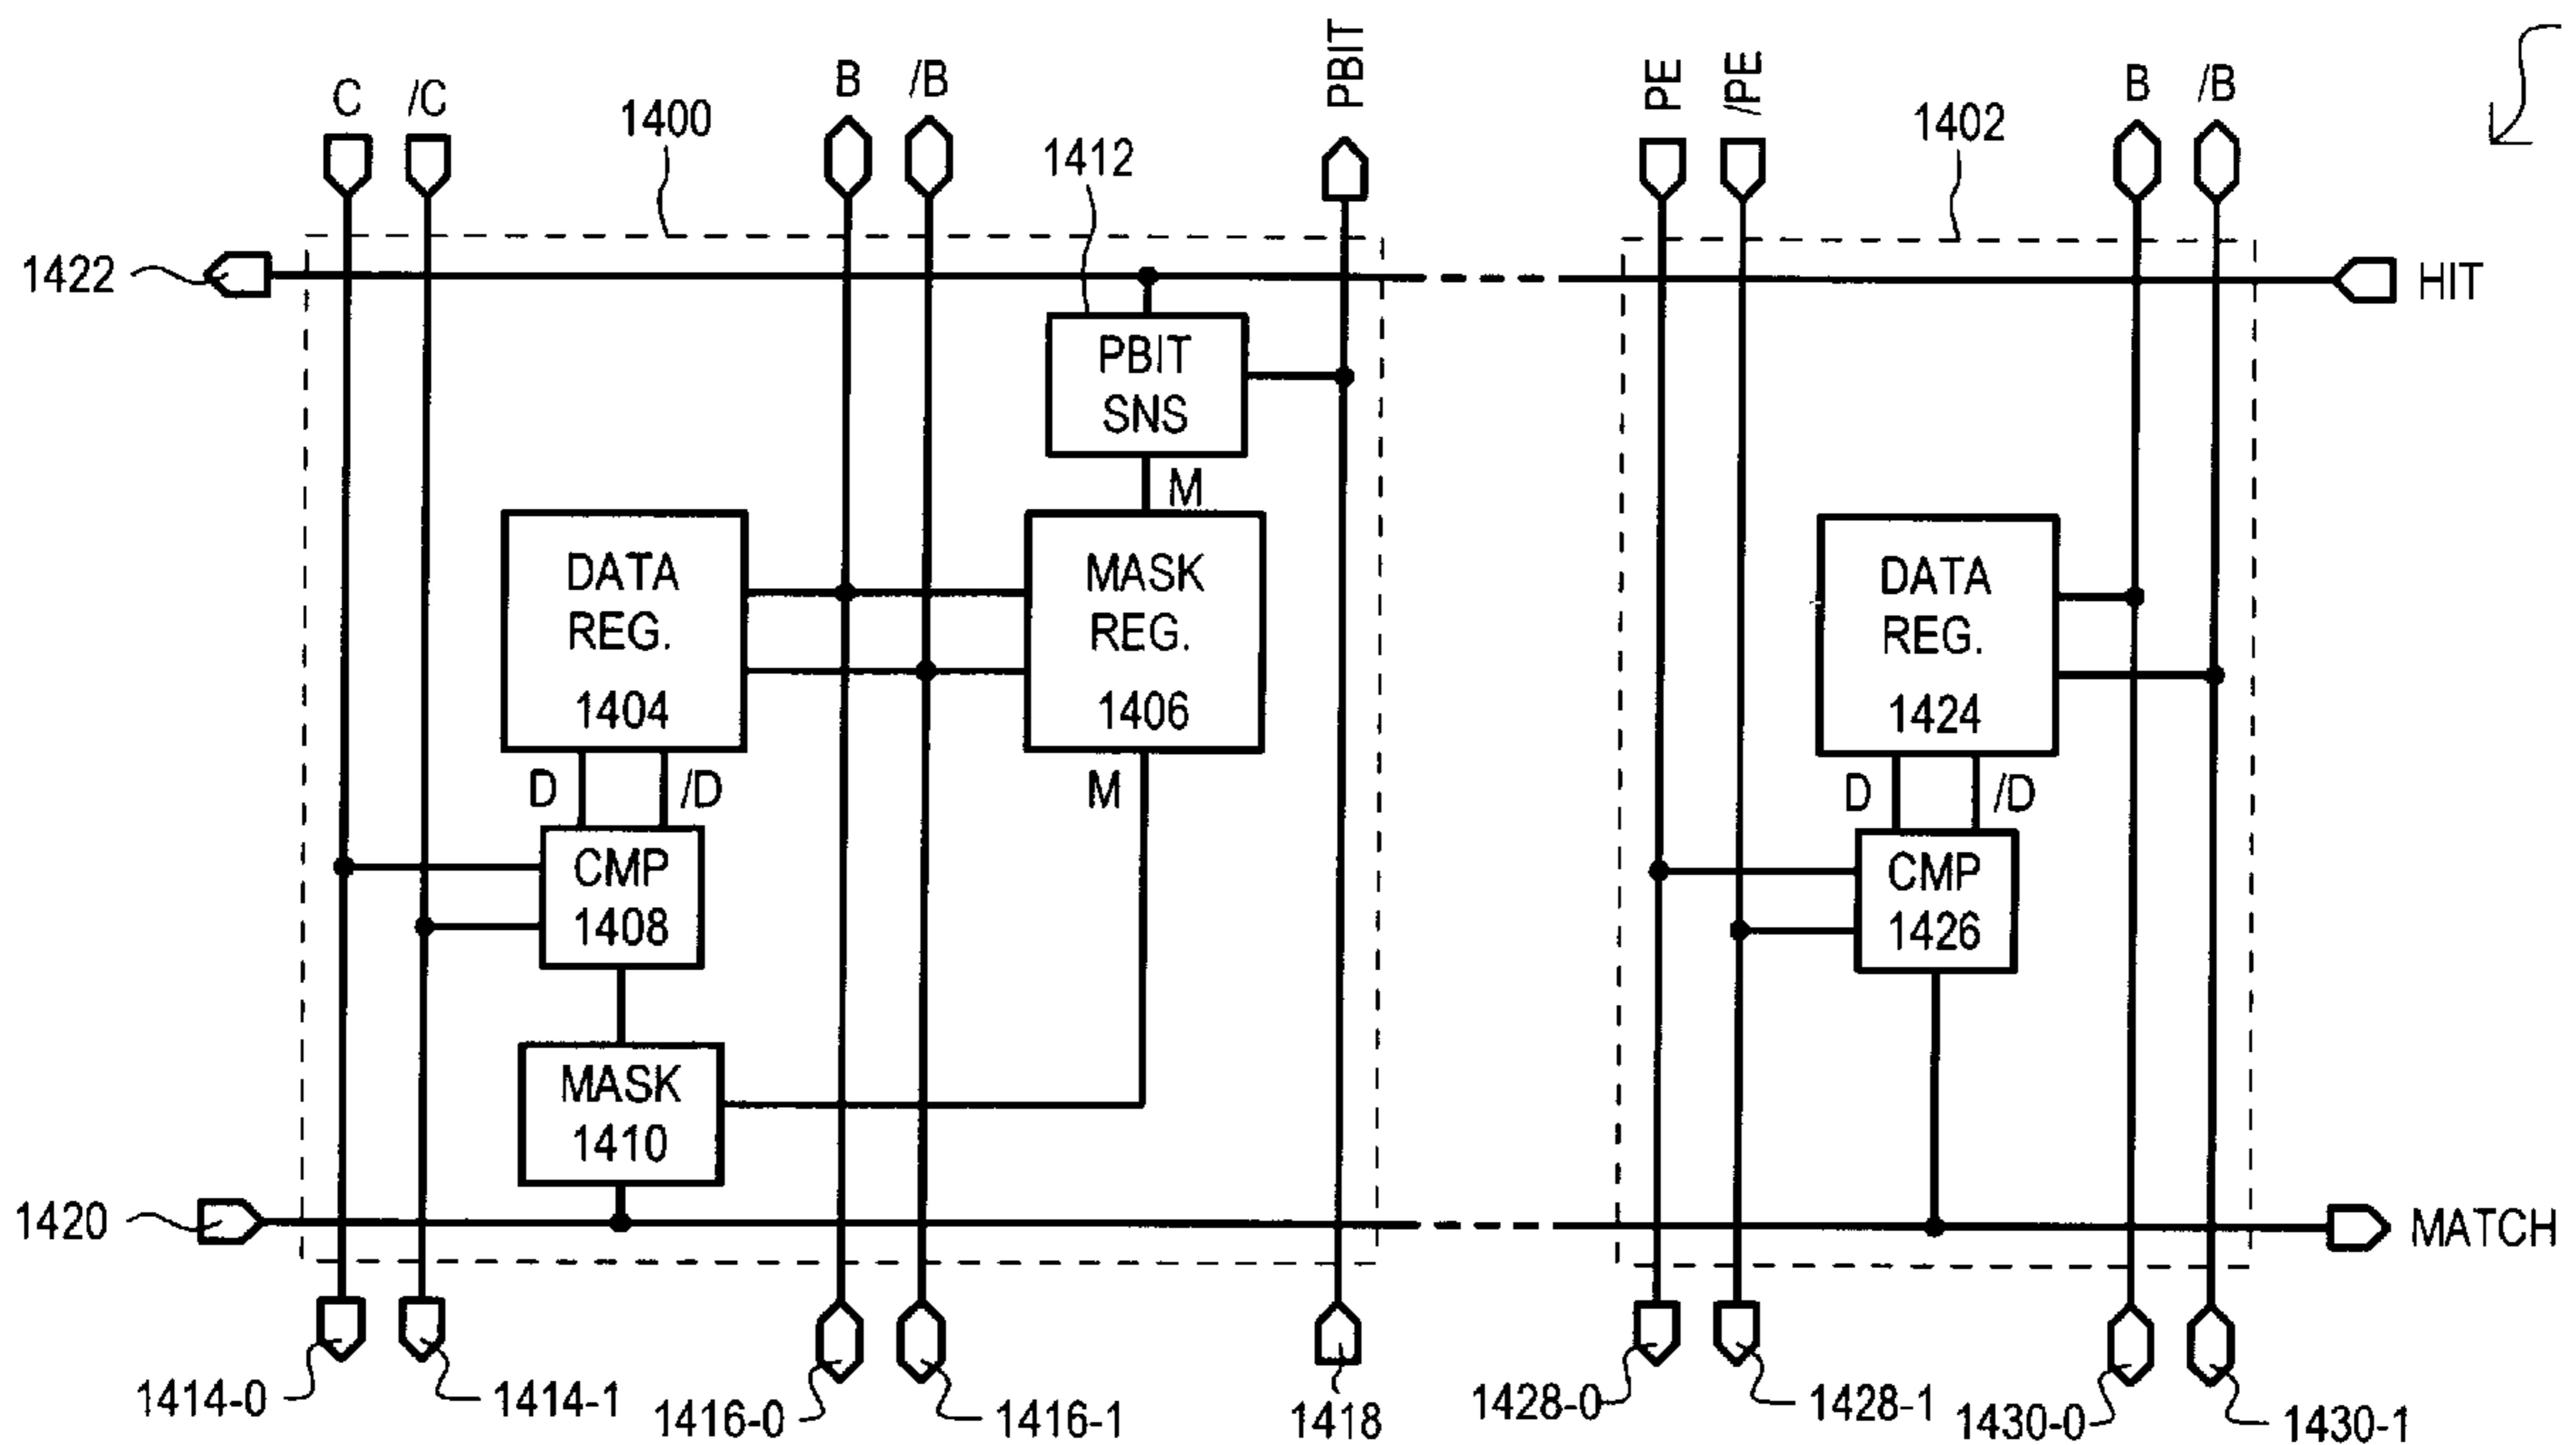 C
/C
B
/B
PBIT
PE
/PE
B
/B
1400
1412
1402
1422
HIT
PBIT
SNS
M
DATA
REG.
1404
MASK
REG.
1406
DATA
REG.
1424
D
/D
M
D
/D
CMP
1408
CMP
1426
MASK
1410
1420
MATCH
1414-0
1414-1
1416-0
1416-1
1418
1428-0
1428-1
1430-0
1430-1